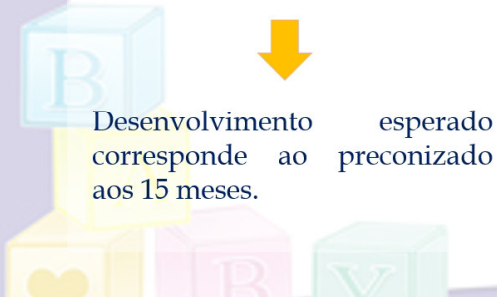 B
Desenvolvimento esperado
corresponde ao preconizado
aos 15 meses.
B Y